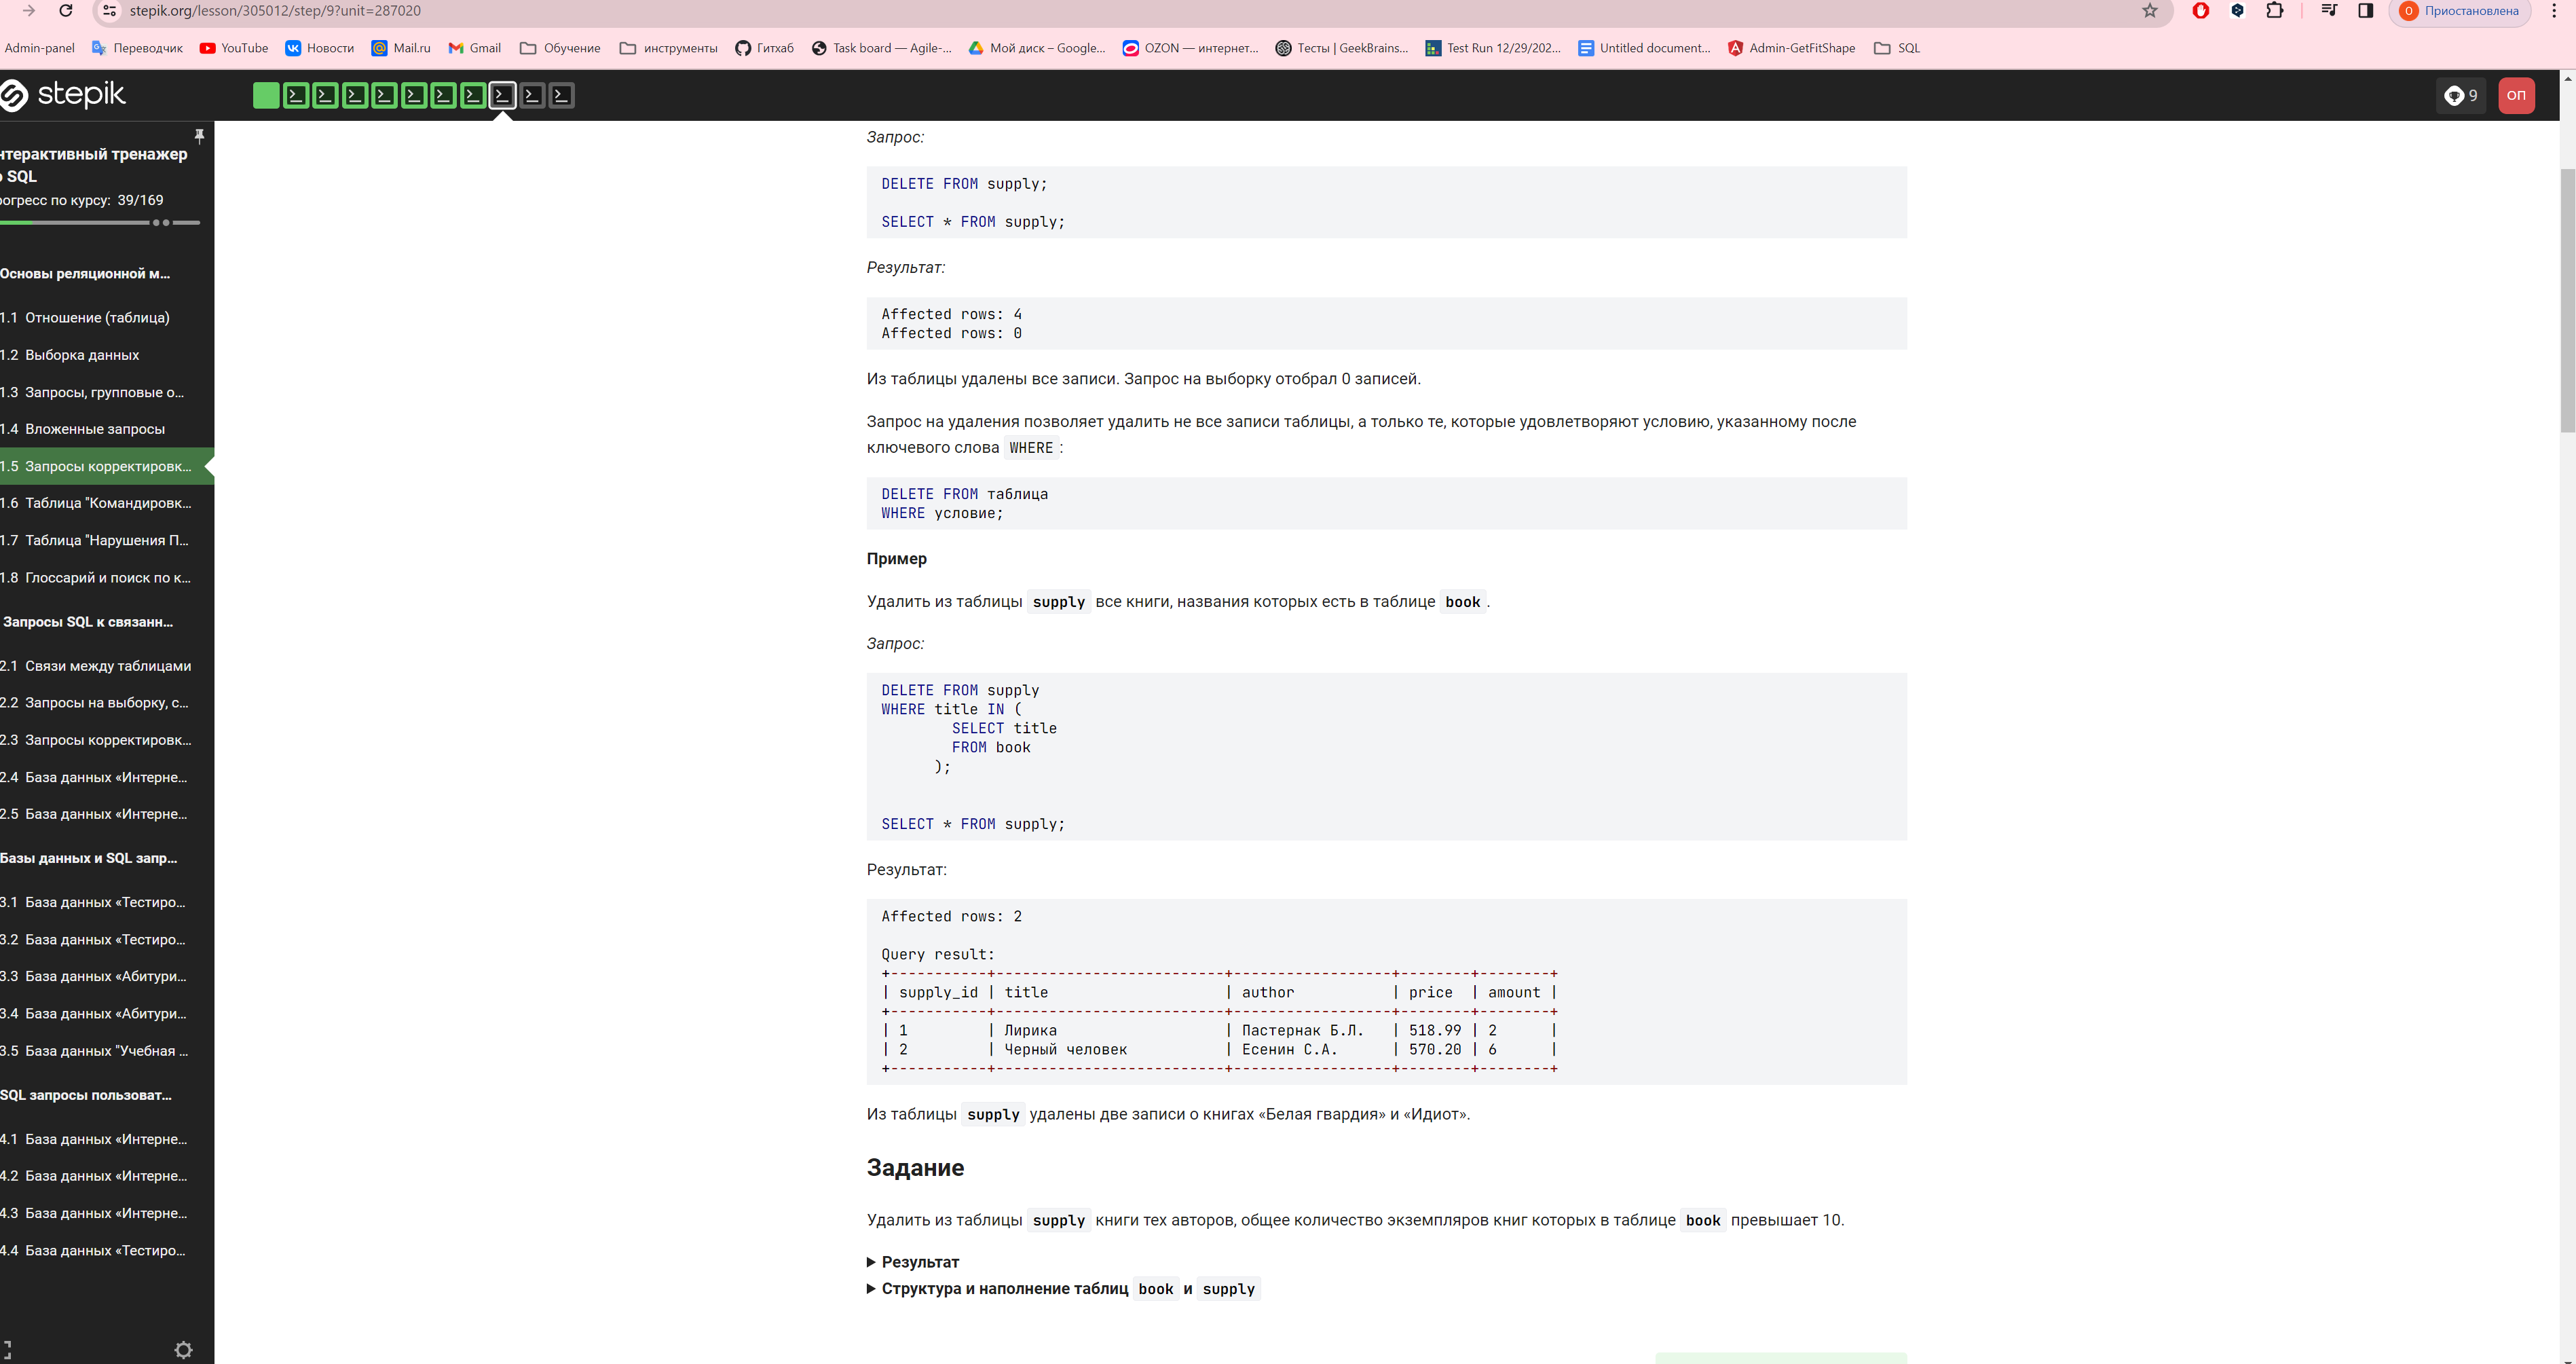 stepik.org/lesson/305012/step/9?unit=287020
О Приостановлена
Admin-panel Переводчик YouTube Новости Mail.ru Gmail Обучение инструменты Гитхаб Task board — Agile-... Мой диск – Google... OZON — интернет... Тесты | GeekBrains... Test Run 12/29/202... Untitled document... Admin-GetFitShape SQL
stepik
9
ОП
нтерактивный тренажер
о SQL
рогресс по курсу: 39/169
Основы реляционной м...
1.1 Отношение (таблица)
1.2 Выборка данных
1.3 Запросы, групповые о...
1.4 Вложенные запросы
1.5 Запросы корректировк...
1.6 Таблица "Командировк...
1.7 Таблица "Нарушения П...
1.8 Глоссарий и поиск по к...
Запросы SQL к связанн...
2.1 Связи между таблицами
2.2 Запросы на выборку, с...
2.3 Запросы корректировк...
2.4 База данных «Интерне...
2.5 База данных «Интерне...
Базы данных и SQL запр...
3.1 База данных «Тестиро...
3.2 База данных «Тестиро...
3.3 База данных «Абитури...
3.4 База данных «Абитури...
3.5 База данных "Учебная ...
SQL запросы пользоват...
4.1 База данных «Интерне...
4.2 База данных «Интерне...
4.3 База данных «Интерне...
4.4 База данных «Тестиро...
Запрос:
DELETE FROM supply;
SELECT * FROM supply;
Результат:
Affected rows: 4
Affected rows: 0
Из таблицы удалены все записи. Запрос на выборку отобрал 0 записей.
Запрос на удаления позволяет удалить не все записи таблицы, а только те, которые удовлетворяют условию, указанному после
ключевого слова WHERE :
DELETE FROM таблица
WHERE условие;
Пример
Удалить из таблицы supply все книги, названия которых есть в таблице book .
Запрос:
DELETE FROM supply
WHERE title IN (
SELECT title
FROM book
);
SELECT * FROM supply;
Результат:
Affected rows: 2
Query result:
+-----------+---------------------------+------------------+--------+--------+
| supply_id | title | author | price | amount |
+-----------+---------------------------+------------------+--------+--------+
| 1 | Лирика | Пастернак Б.Л. | 518.99 | 2 |
| 2 | Черный человек | Есенин С.А. | 570.20 | 6 |
+-----------+---------------------------+------------------+--------+--------+
Из таблицы supply удалены две записи о книгах «Белая гвардия» и «Идиот».
Задание
Удалить из таблицы supply книги тех авторов, общее количество экземпляров книг которых в таблице book превышает 10.
Результат
Структура и наполнение таблиц book и supply